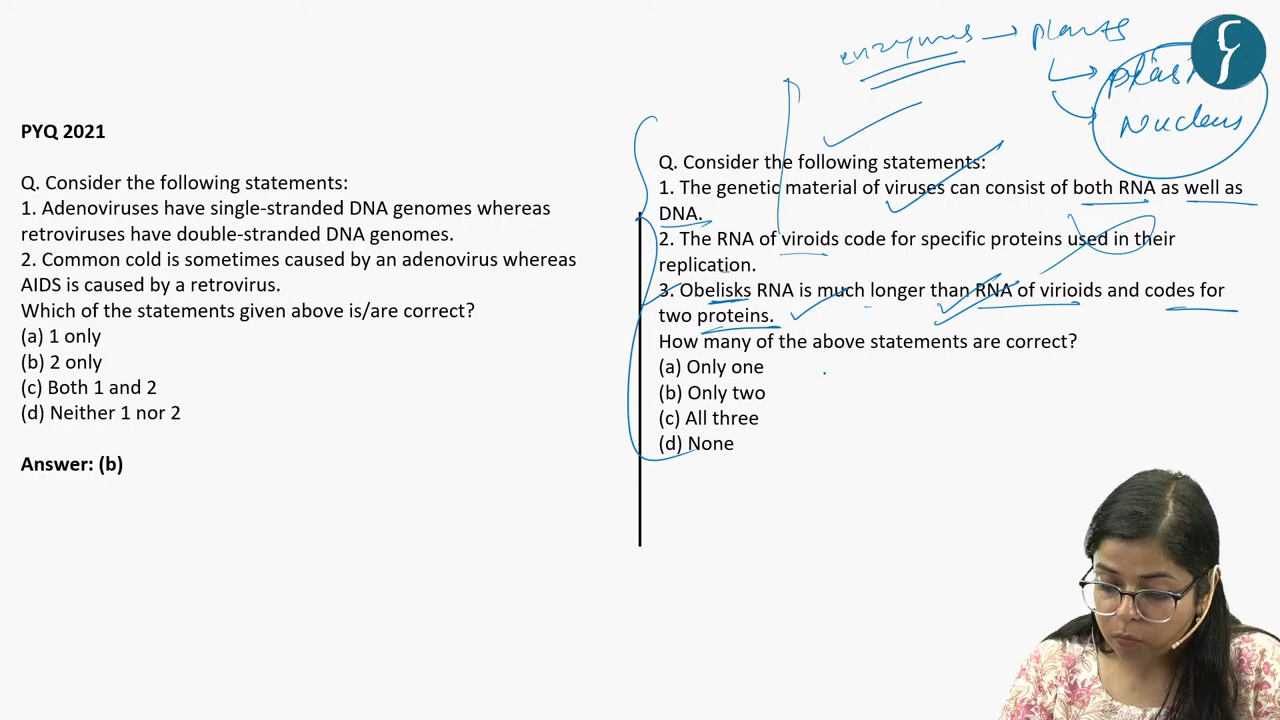 enzymes → plants
Nucleus
PYQ 2021
Q. Consider the following statements:
1. Adenoviruses have single-stranded DNA genomes whereas
retroviruses have double-stranded DNA genomes.
2. Common cold is sometimes caused by an adenovirus whereas
AIDS is caused by a retrovirus.
Which of the statements given above is/are correct?
(a) 1 only
(b) 2 only
(c) Both 1 and 2
(d) Neither 1 nor 2
Answer: (b)
Q. Consider the following statements:
1. The genetic material of viruses can consist of both RNA as well as
DNA.
2. The RNA of viroids code for specific proteins used in their
replication.
3. Obelisks RNA is much longer than RNA of virioids and codes for
two proteins.
How many of the above statements are correct?
(a) Only one
(b) Only two
(c) All three
(d) None